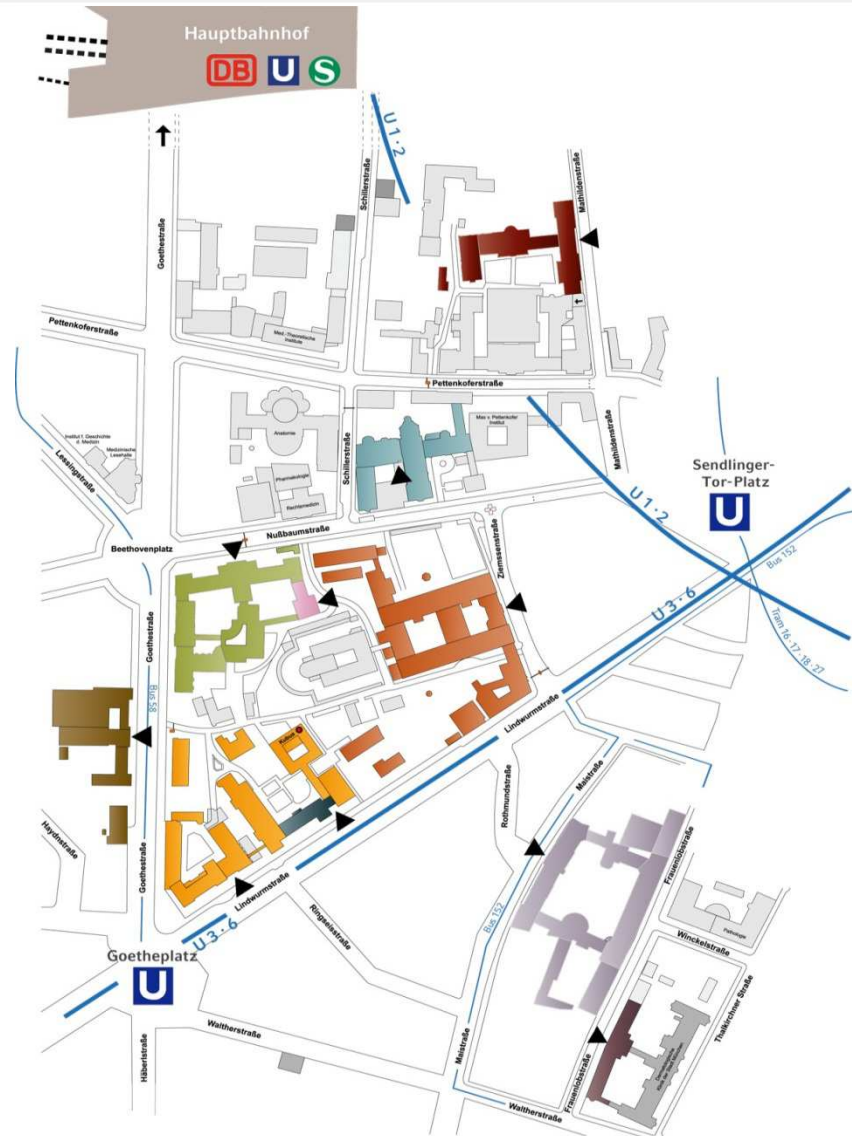 Hauptbahnhof
DB U S
U 1 · 2
Schillerstraße
Mathildenstraße
Goethestraße
Pettenkoferstraße
Med.-Theoretische
Institute
Pettenkoferstraße
Institut f. Geschichte
d. Medizin
Medizinische
Lesehalle
Lessingstraße
Anatomie
Schillerstraße
Max v. Pettenkofer
Institut
Mathildenstraße
Pharmakologie
Rechtsmedizin
Sendlinger-
Tor-Platz
U
U 1 · 2
Nußbaumstraße
Beethovenplatz
Ziemssenstraße
Bus 152
U 3 · 6
Tram 16 · 17 · 18 · 27
Goethestraße
Bus 58
Lindwurmstraße
Kubus
Maistraße
Rothmundstraße
Haydnstraße
Goethestraße
Frauenlobstraße
Lindwurmstraße
Bus 152
Ringseisstraße
U 3 · 6
Pathologie
Winckelstraße
Goetheplatz
U
Thalkirchner Straße
Waltherstraße
Maistraße
Häberlstraße
Frauenlobstraße
Waltherstraße